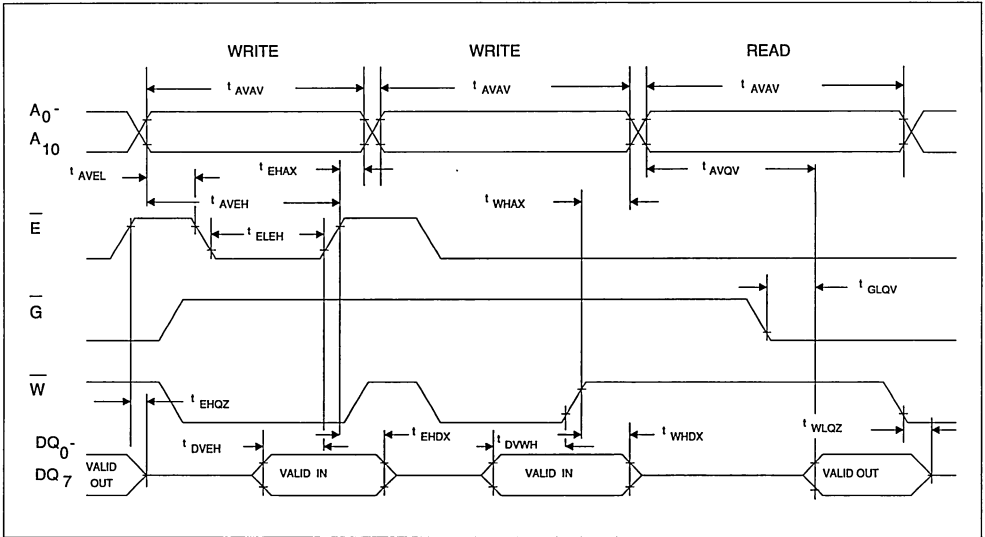 WRITE WRITE READ
t AVAV t AVAV t AVAV
A0-
A10
t AVEL t EHAX t AVQV
t AVEH t WHAX
E
t ELEH
t GLQV
G
W
t EHQZ
t DVEH t EHDX t DVWH t WHDX t WLQZ
DQ0-
DQ7
VALID OUT VALID IN VALID IN VALID OUT